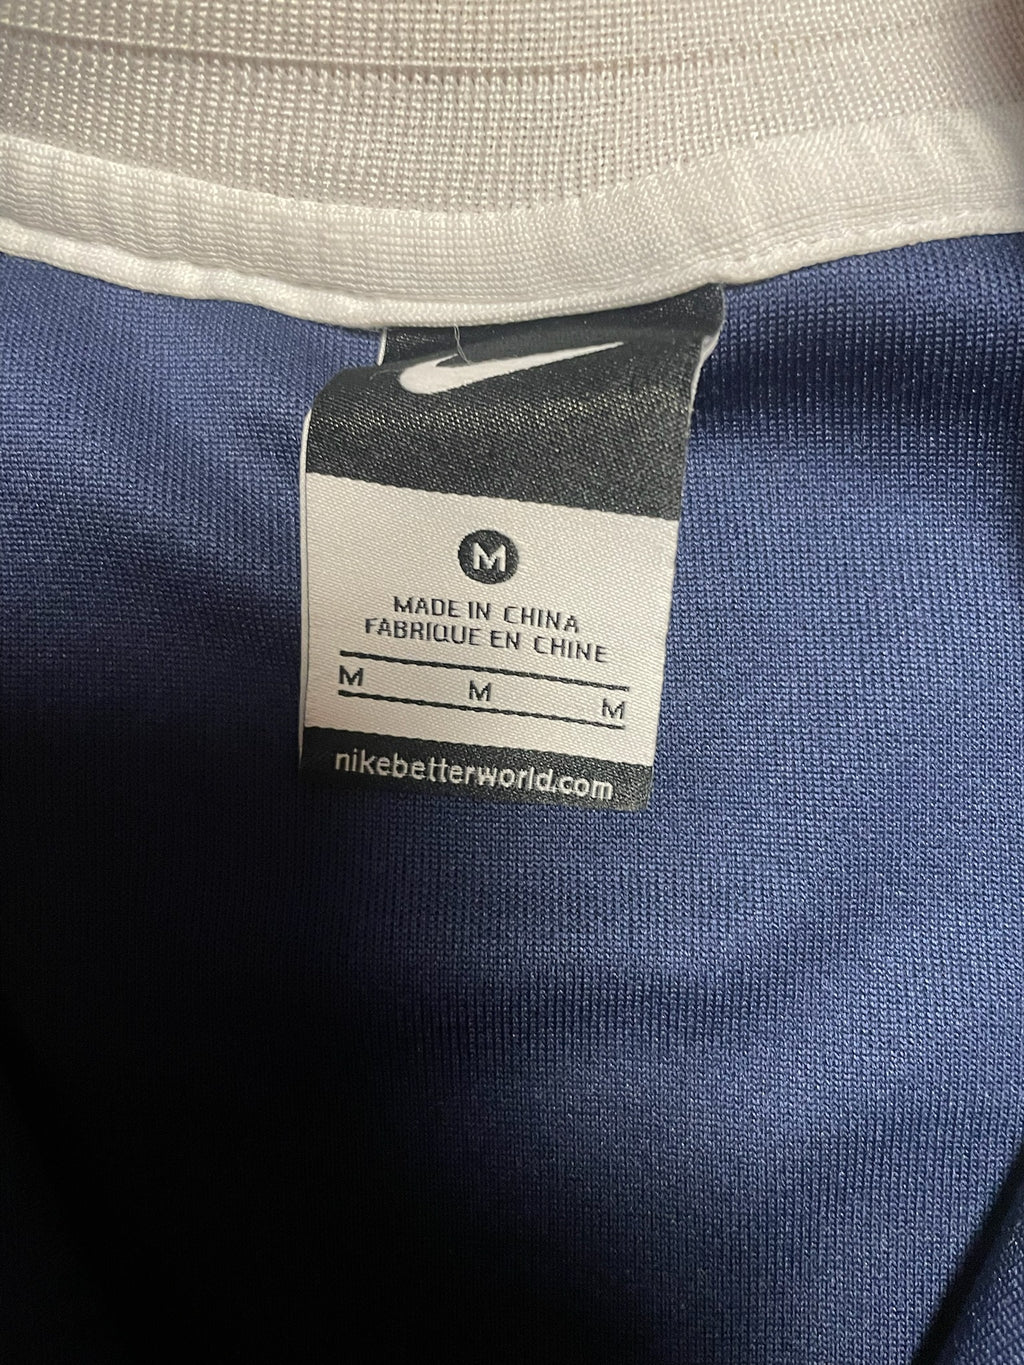 M
MADE IN CHINA
FABRIQUE EN CHINE
M M M
nikebetterworld.com